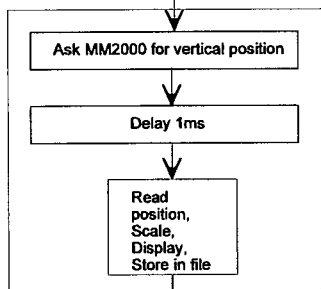 Ask MM2000 for vertical position
Delay 1ms
Read
position,
Scale,
Display,
Store in file